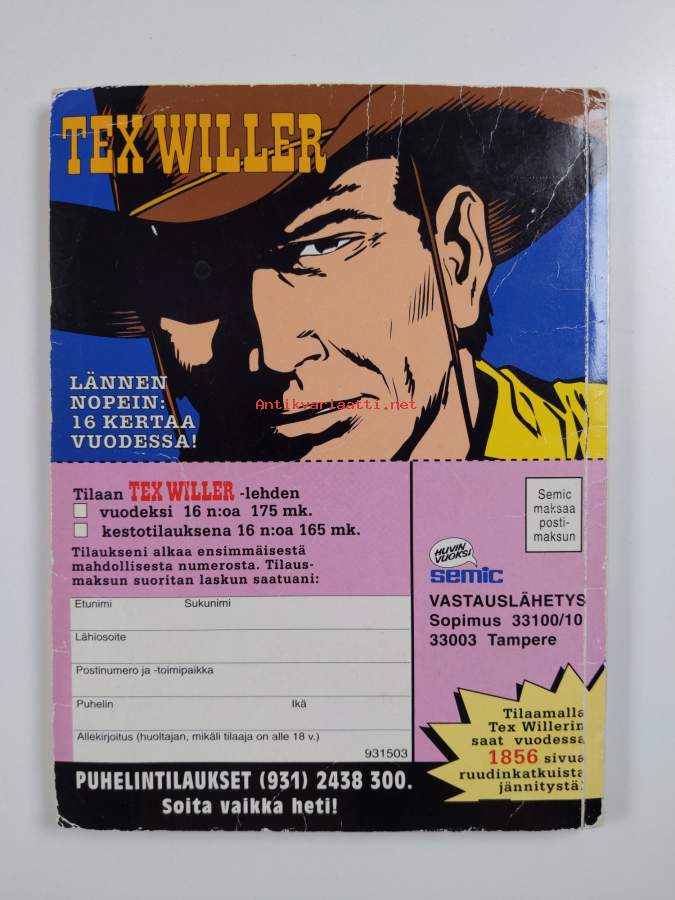 TEX WILLER
LÄNNEN
NOPEIN:
16 KERTAA
VUODESSA!
Antikvariaatti.net
Tilaan TEX WILLER -lehden
vuodeksi 16 n:oa 175 mk.
kestotilauksena 16 n:oa 165 mk.
Tilaukseni alkaa ensimmäisestä
mahdollisesta numerosta. Tilaus-
maksun suoritan laskun saatuani:
Etunimi Sukunimi
Lähiosoite
Postinumero ja -toimipaikka
Puhelin Ikä
Allekirjoitus (huoltajan, mikäli tilaaja on alle 18 v.)
931503
Semic
maksaa
posti-
maksun
HUVIN
VUOKSI
semic
VASTAUSLÄHETYS
Sopimus 33100/10
33003 Tampere
Tilaamalla
Tex Willerin
saat vuodessa
1856 sivua
ruudinkatkuista
jännitystä!
PUHELINTILAUKSET (931) 2438 300.
Soita vaikka heti!